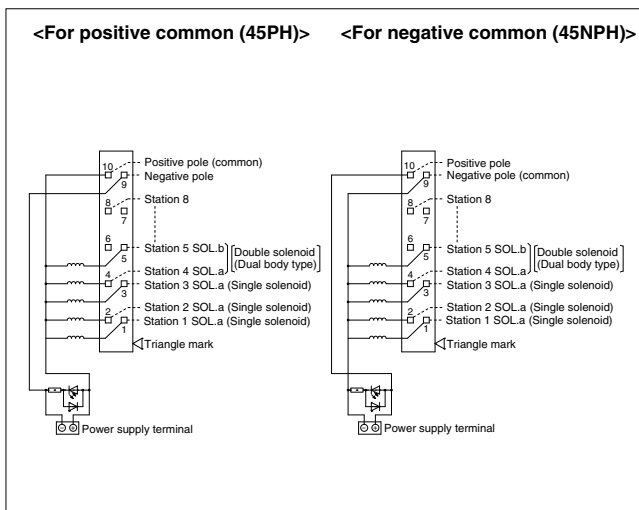 <For positive common (45PH)>
10
Positive pole (common)
9
Negative pole
8
Station 8
7
6
Station 5 SOL.b
5
Double solenoid
(Dual body type)
Station 4 SOL.a
4
Station 3 SOL.a (Single solenoid)
3
Station 2 SOL.a (Single solenoid)
2
Station 1 SOL.a (Single solenoid)
1
Triangle mark
⊖ ⊕
Power supply terminal
<For negative common (45NPH)>
10
Positive pole
9
Negative pole (common)
8
Station 8
7
6
Station 5 SOL.b
5
Double solenoid
(Dual body type)
Station 4 SOL.a
4
Station 3 SOL.a (Single solenoid)
3
Station 2 SOL.a (Single solenoid)
2
Station 1 SOL.a (Single solenoid)
1
Triangle mark
⊖ ⊕
Power supply terminal